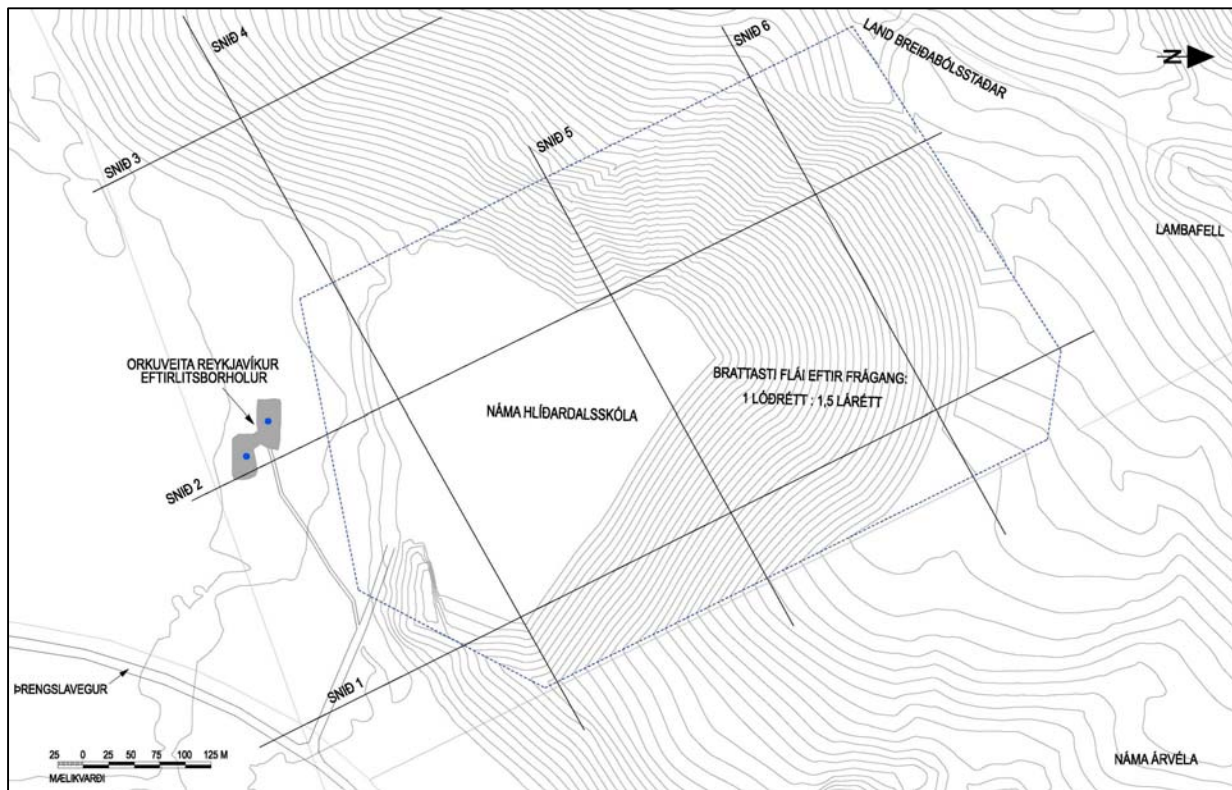 SNIÐ 4
SNIÐ 6
LAND BREIÐABÓLSSTAÐAR
N
SNIÐ 3
SNIÐ 5
LAMBAFELL
ORKUVEITA REYKJAVÍKUR
EFTIRLITSBORHOLUR
BRATTASTI FLÁI EFTIR FRÁGANG:
1 LÓÐRÉTT : 1,5 LÁRÉTT
NÁMA HLÍÐARDALSSKÓLA
SNIÐ 2
SNIÐ 1
ÞRENGSLAVEGUR
25 0 25 50 75 100 125 M
MÆLIKVARÐI
NÁMA ÁRVÉLA